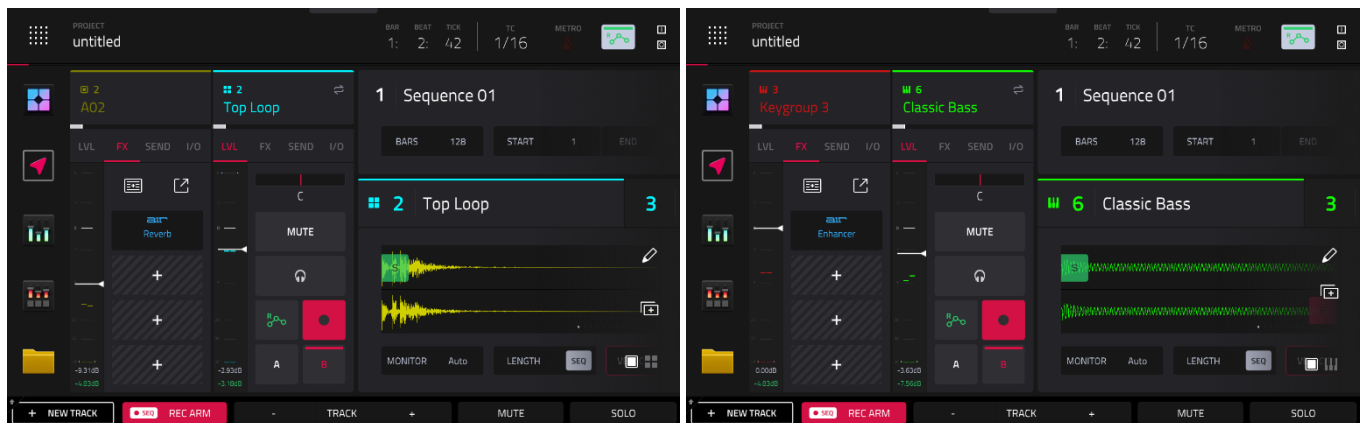 PROJECT
untitled
BAR BEAT TICK TC METRO
1: 2: 42 1/16
2
A02
2
Top Loop
1 Sequence 01
BARS 128 START 1 END
LVL FX SEND I/O LVL FX SEND I/O
C
2 Top Loop 3
AIR
Reverb
MUTE
S
MONITOR Auto LENGTH SEQ
A B
-9.31dB
-4.83dB
-2.93dB
-3.18dB
+ NEW TRACK SEQ REC ARM - TRACK + MUTE SOLO
PROJECT
untitled
BAR BEAT TICK TC METRO
1: 2: 42 1/16
3
Keygroup 3
6
Classic Bass
1 Sequence 01
BARS 128 START 1 END
LVL FX SEND I/O LVL FX SEND I/O
C
6 Classic Bass 3
AIR
Enhancer
MUTE
S
MONITOR Auto LENGTH SEQ
A B
0.00dB
-4.83dB
-3.63dB
-7.56dB
+ NEW TRACK SEQ REC ARM - TRACK + MUTE SOLO